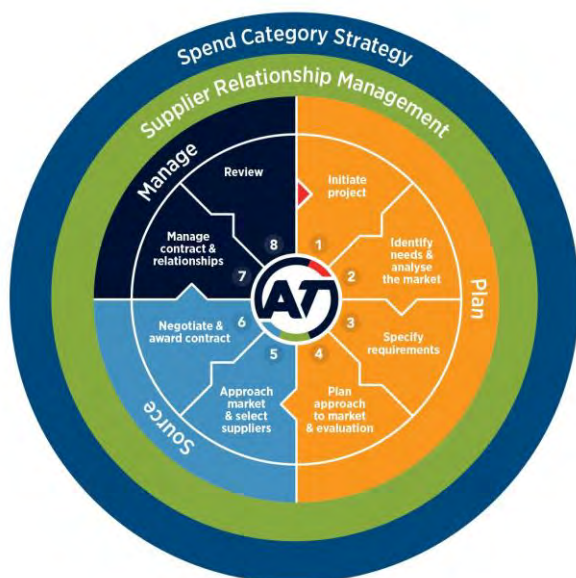 Spend Category Strategy
Supplier Relationship Management
Manage
Plan
Source
Initiate
project
1
Identify
needs &
analyse
the market
2
Specify
requirements
3
Plan
approach
to market
& evaluation
4
Approach
market
& select
suppliers
5
Negotiate &
award contract
6
Manage
contract &
relationships
7
Review
8
AT